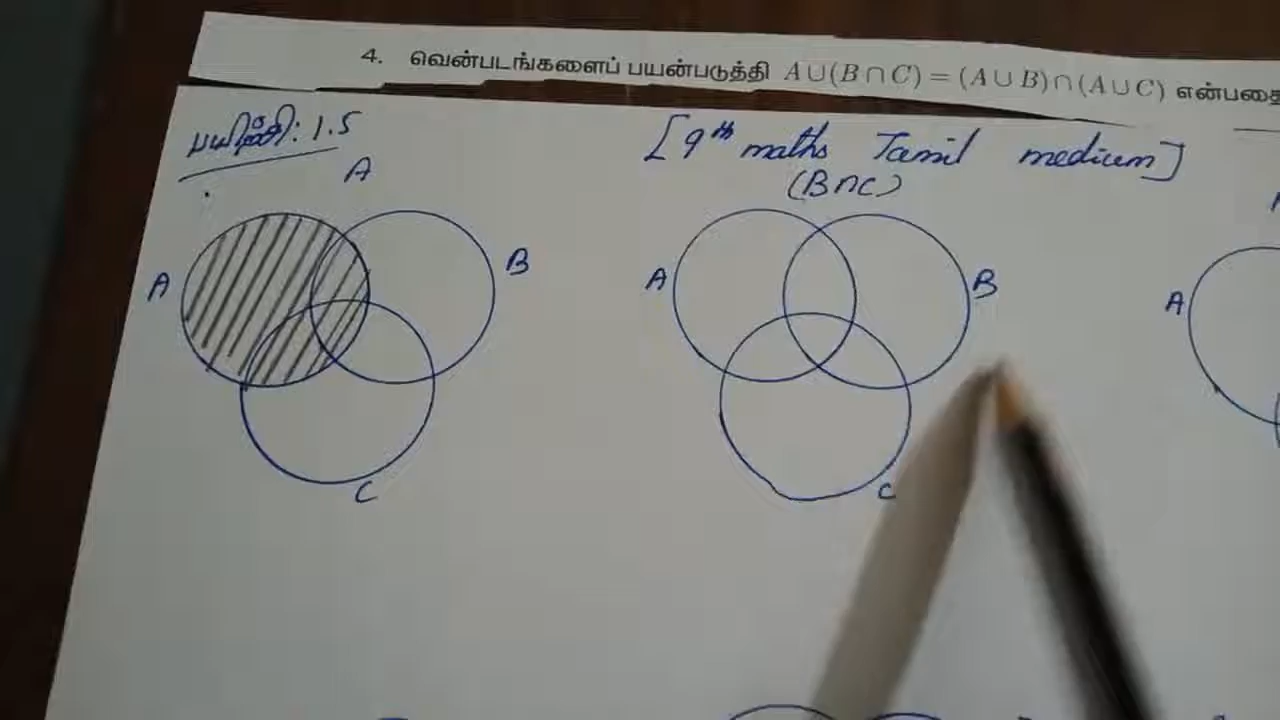 4. வென்படங்களைப் பயன்படுத்தி A∪(B∩C) = (A∪B)∩(A∪C) என்பதை
பயிற்சி: 1.5
[9th maths Tamil medium]
A
(B∩C)
A
B
A
B
A
C
C